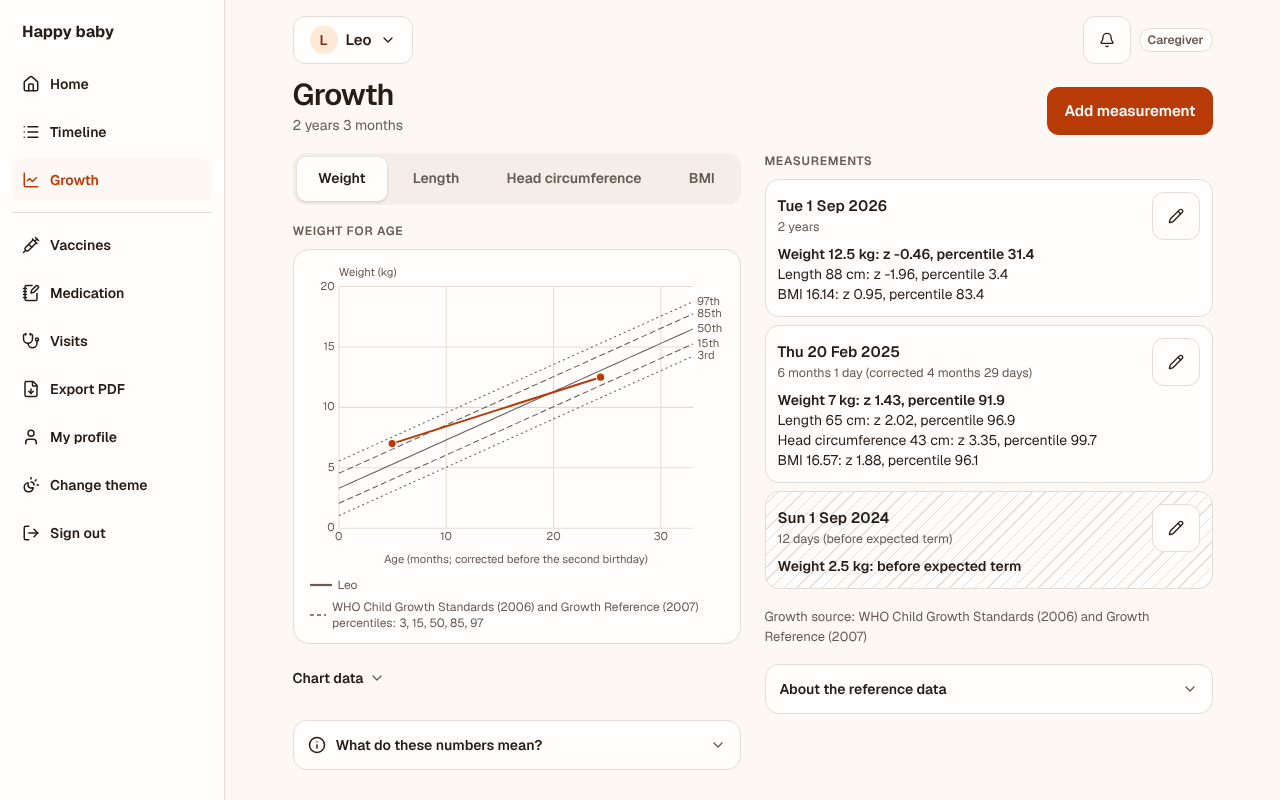 Happy baby
Home
Timeline
Growth
Vaccines
Medication
Visits
Export PDF
My profile
Change theme
Sign out
L Leo
Caregiver
Growth
2 years 3 months
Add measurement
Weight Length Head circumference BMI
WEIGHT FOR AGE
Weight (kg)
20
15
10
5
0
97th
85th
50th
15th
3rd
0 10 20 30
Age (months; corrected before the second birthday)
Leo
WHO Child Growth Standards (2006) and Growth Reference (2007)
percentiles: 3, 15, 50, 85, 97
Chart data
What do these numbers mean?
MEASUREMENTS
Tue 1 Sep 2026
2 years
Weight 12.5 kg: z -0.46, percentile 31.4
Length 88 cm: z -1.96, percentile 3.4
BMI 16.14: z 0.95, percentile 83.4
Thu 20 Feb 2025
6 months 1 day (corrected 4 months 29 days)
Weight 7 kg: z 1.43, percentile 91.9
Length 65 cm: z 2.02, percentile 96.9
Head circumference 43 cm: z 3.35, percentile 99.7
BMI 16.57: z 1.88, percentile 96.1
Sun 1 Sep 2024
12 days (before expected term)
Weight 2.5 kg: before expected term
Growth source: WHO Child Growth Standards (2006) and Growth
Reference (2007)
About the reference data